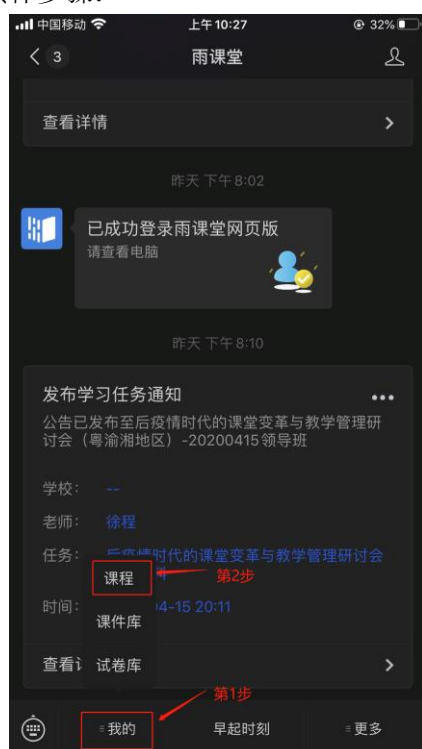 中国移动
上午10:27
32%
3
雨课堂
查看详情
昨天 下午8:02
已成功登录雨课堂网页版
请查看电脑
昨天 下午8:10
发布学习任务通知
公告已发布至后疫情时代的课堂变革与教学管理研
讨会（粤渝湘地区）-20200415领导班
学校： --
老师： 徐程
任务： 后疫情时代的课堂变革与教学管理研讨会
课程
第2步
时间： 4-15 20:11
课件库
查看
试卷库
第1步
我的
早起时刻
更多